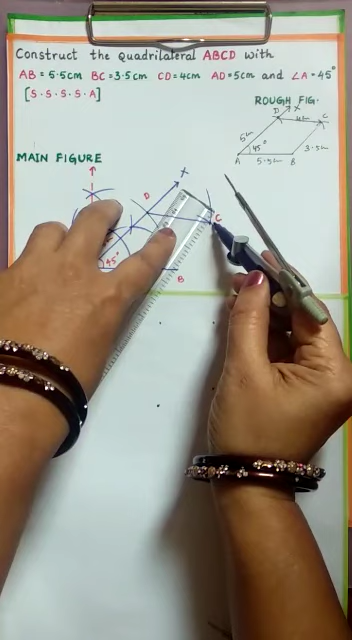 Construct the quadrilateral ABCD with
AB = 5.5cm BC = 3.5cm CD = 4cm AD = 5cm and ∠A = 45°
[S.S.S.S.A]
ROUGH FIG.
D X
4cm C
5cm
45° 3.5cm
A 5.5cm B
MAIN FIGURE
X
D
C
45°
B